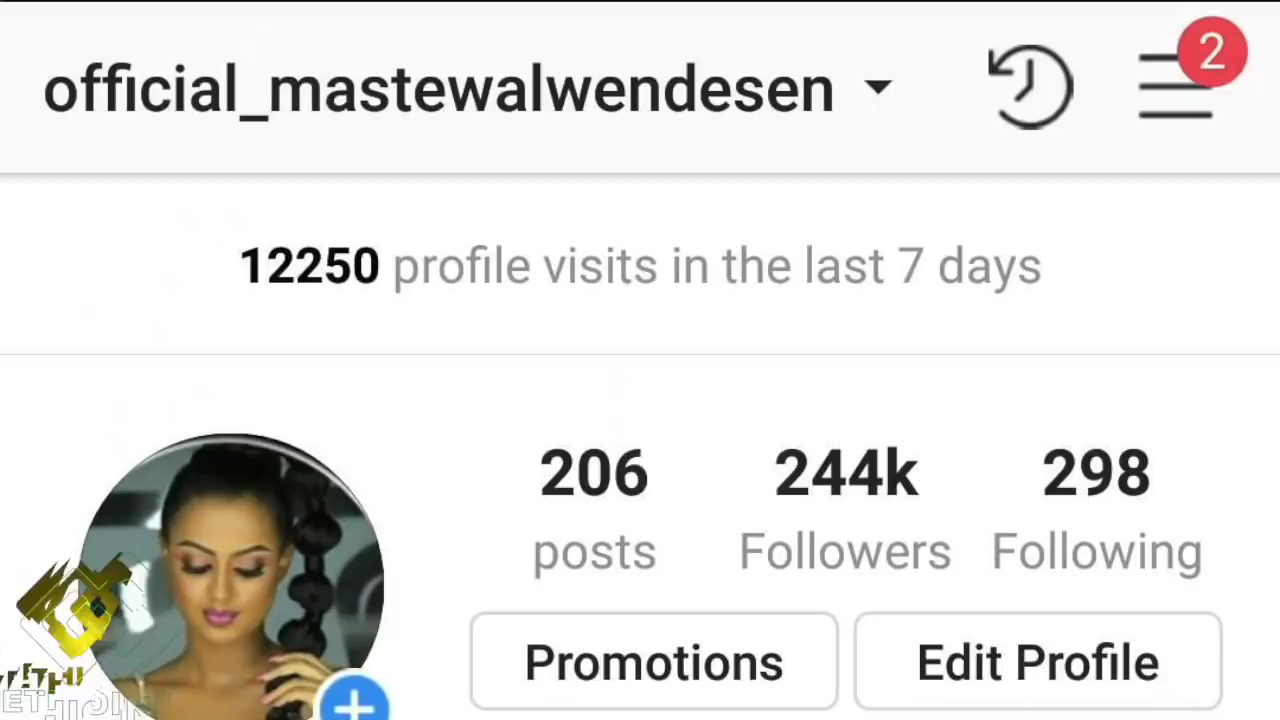 official_mastewalwendesen
2
12250 profile visits in the last 7 days
206 244k 298
posts Followers Following
Promotions Edit Profile